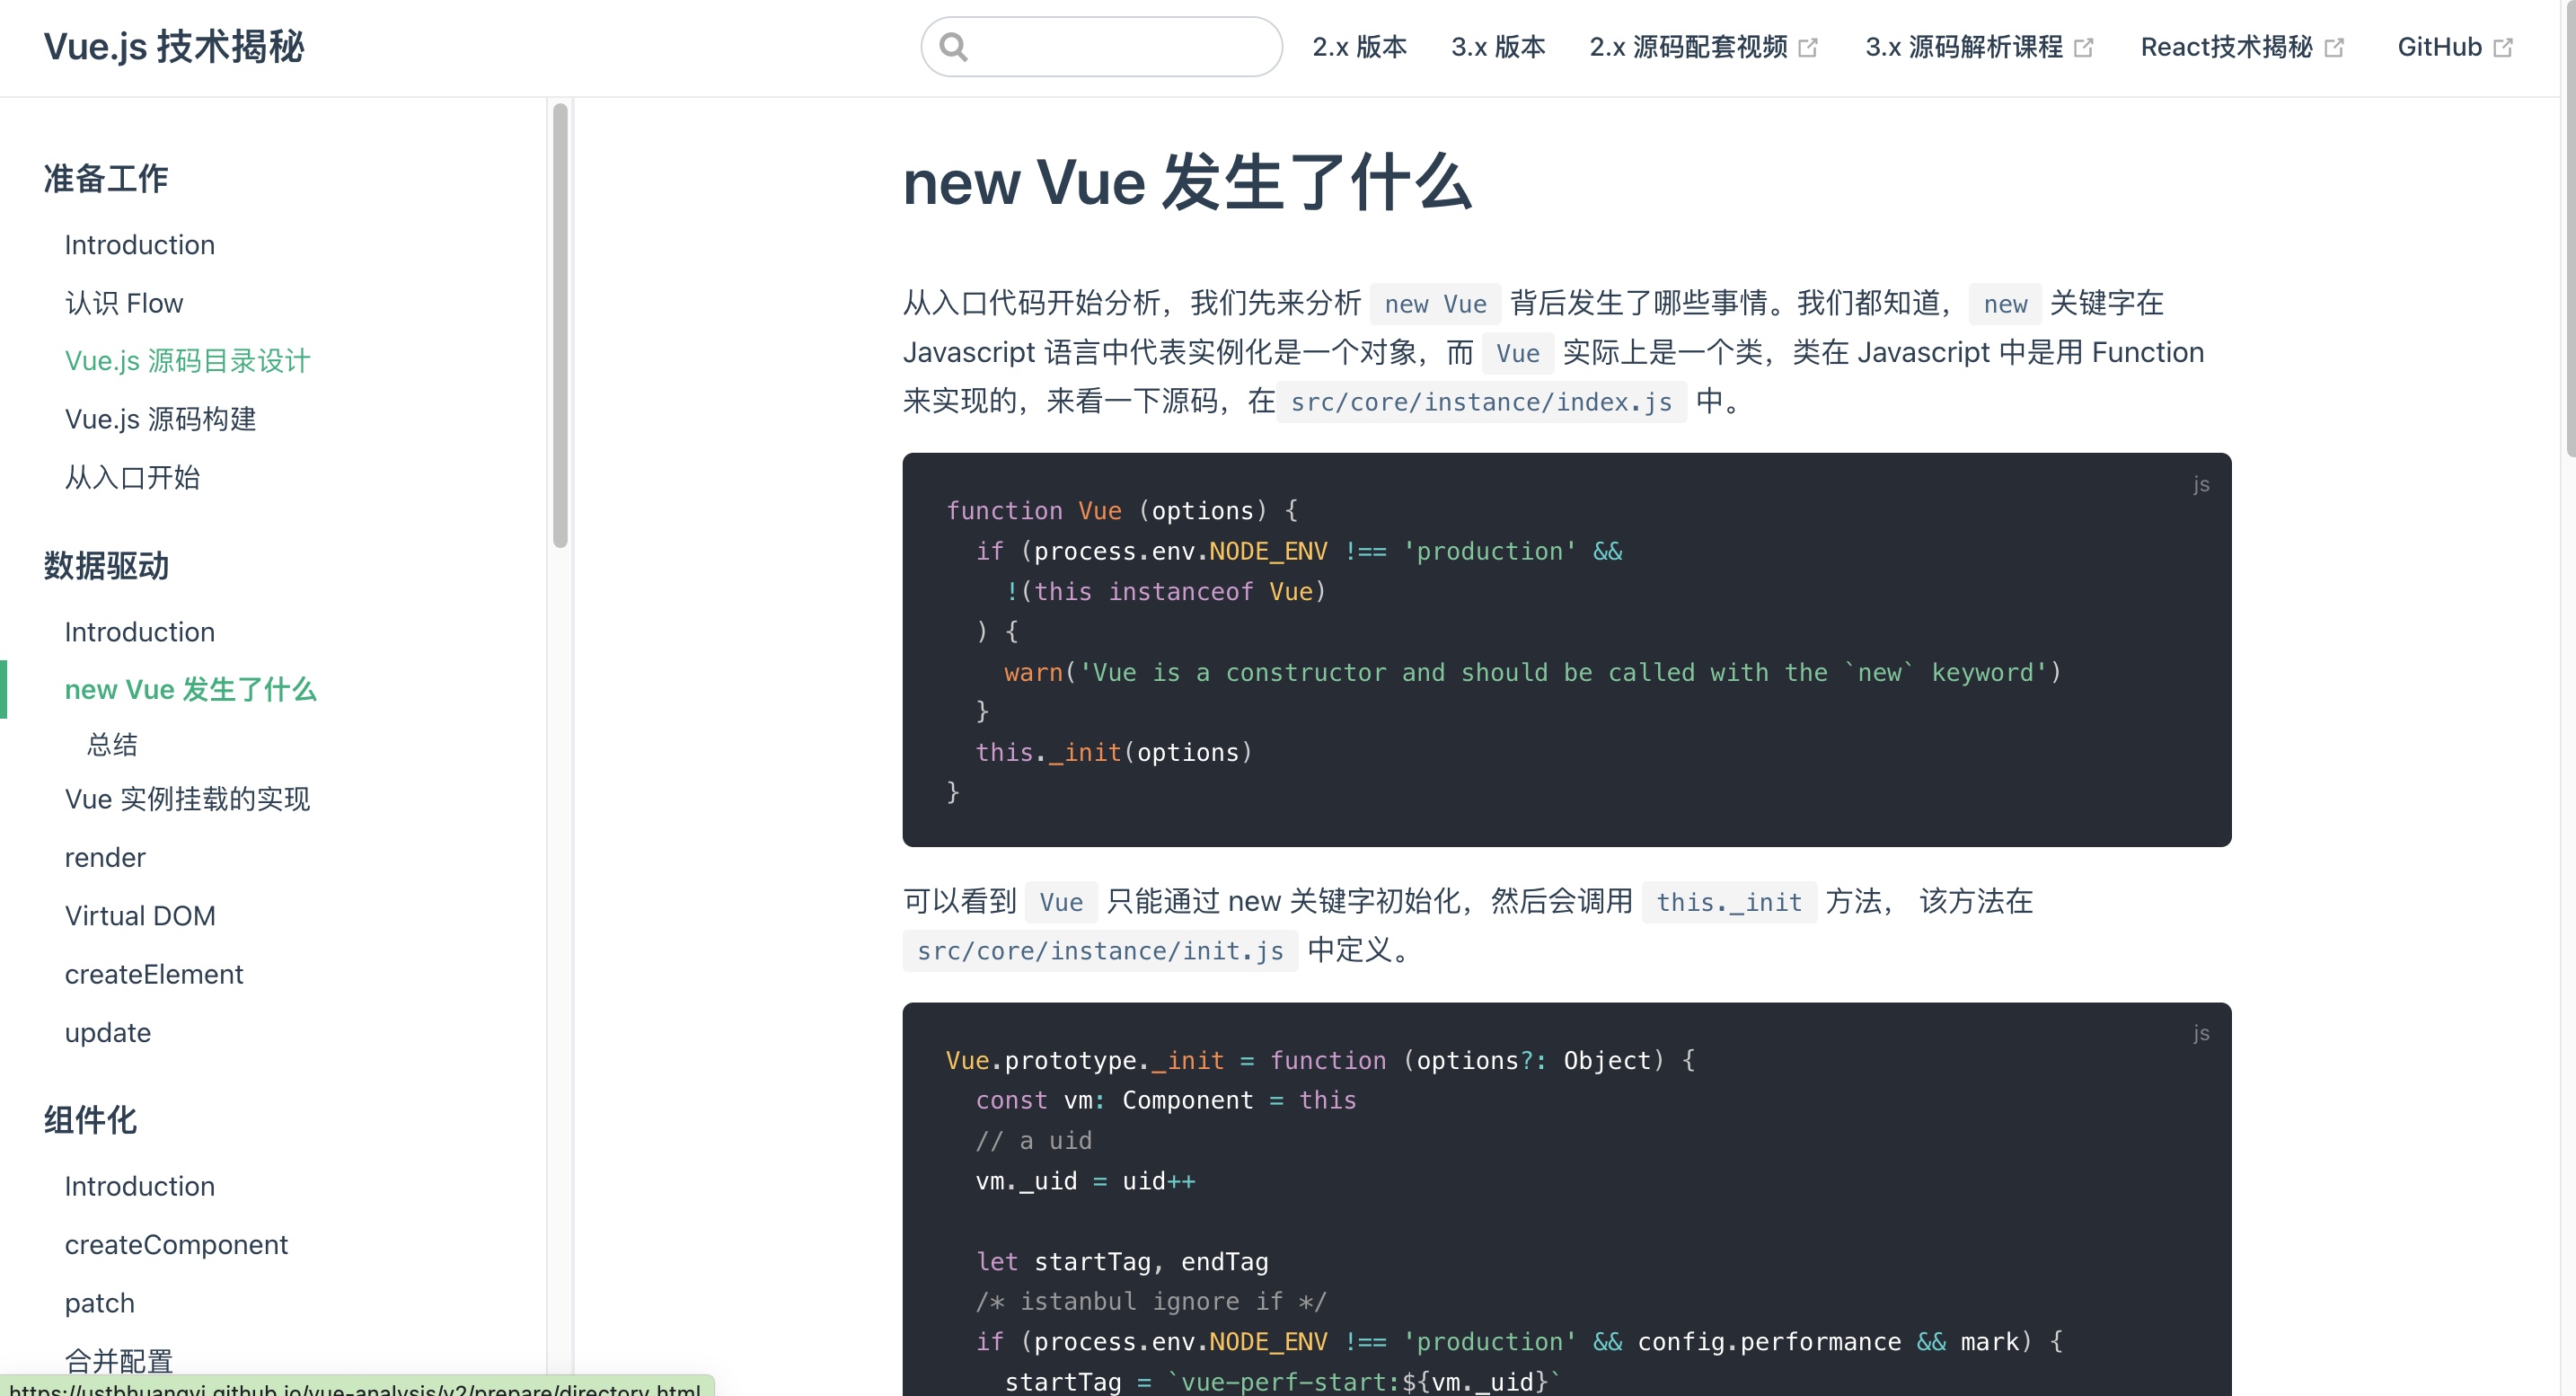 Vue.js 技术揭秘
2.x 版本
3.x 版本
2.x 源码配套视频
3.x 源码解析课程
React技术揭秘
GitHub
准备工作
Introduction
认识 Flow
Vue.js 源码目录设计
Vue.js 源码构建
从入口开始
数据驱动
Introduction
new Vue 发生了什么
总结
Vue 实例挂载的实现
render
Virtual DOM
createElement
update
组件化
Introduction
createComponent
patch
合并配置
https://ustbhuangyi.github.io/vue-analysis/v2/prepare/directory.html
new Vue 发生了什么
从入口代码开始分析，我们先来分析 new Vue 背后发生了哪些事情。我们都知道， new 关键字在
Javascript 语言中代表实例化是一个对象，而 Vue 实际上是一个类，类在 Javascript 中是用 Function
来实现的，来看一下源码，在 src/core/instance/index.js 中。
js
function Vue (options) {
  if (process.env.NODE_ENV !== 'production' &&
    !(this instanceof Vue)
  ) {
    warn('Vue is a constructor and should be called with the `new` keyword')
  }
  this._init(options)
}
可以看到 Vue 只能通过 new 关键字初始化，然后会调用 this._init 方法， 该方法在
src/core/instance/init.js 中定义。
js
Vue.prototype._init = function (options?: Object) {
  const vm: Component = this
  // a uid
  vm._uid = uid++
  let startTag, endTag
  /* istanbul ignore if */
  if (process.env.NODE_ENV !== 'production' && config.performance && mark) {
    startTag = `vue-perf-start:${vm._uid}`